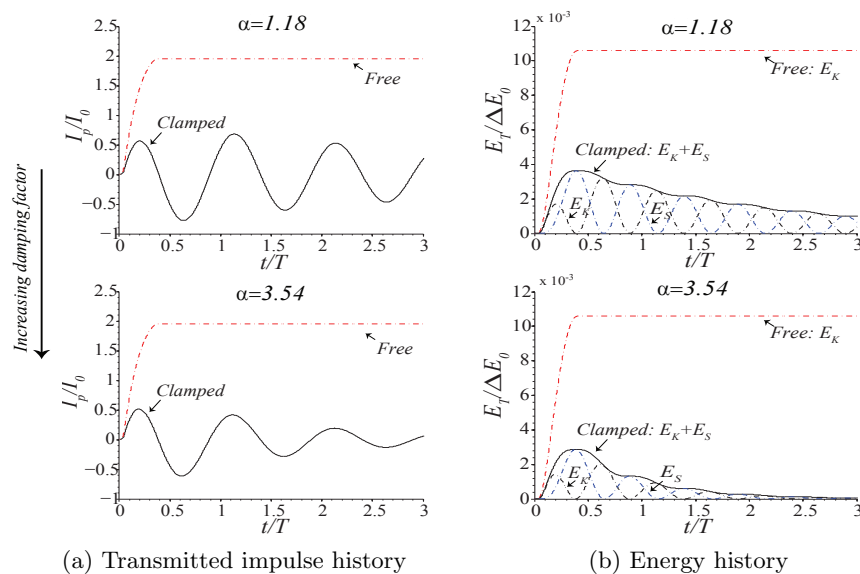 Increasing damping factor
α=1.18
2.5
2
1.5
1
0.5
0
−0.5
−1
I_p/I_0
Free
Clamped
0 0.5 1 1.5 2 2.5 3
t/T
α=3.54
2.5
2
1.5
1
0.5
0
−0.5
−1
I_p/I_0
Free
Clamped
0 0.5 1 1.5 2 2.5 3
t/T
(a) Transmitted impulse history
x 10⁻³
α=1.18
12
10
8
6
4
2
0
E_T/ΔE_0
Free: E_K
Clamped: E_K+E_S
E_K
E_S
0 0.5 1 1.5 2 2.5 3
t/T
x 10⁻³
α=3.54
12
10
8
6
4
2
0
E_T/ΔE_0
Free: E_K
Clamped: E_K+E_S
E_K
E_S
0 0.5 1 1.5 2 2.5 3
t/T
(b) Energy history